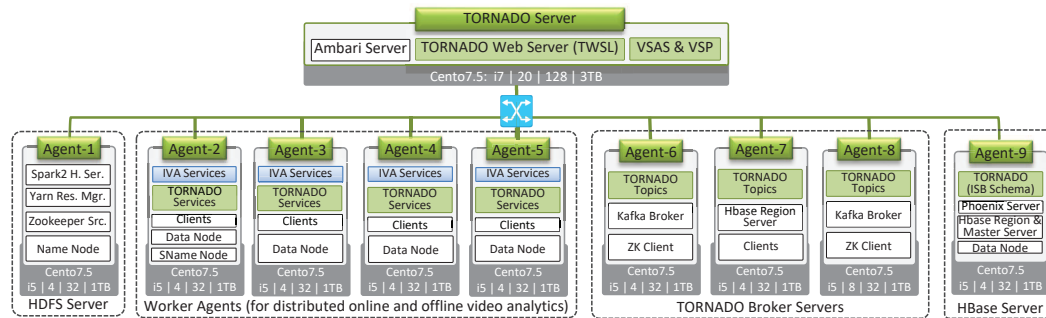 TORNADO Server
Ambari Server
TORNADO Web Server (TWSL)
VSAS & VSP
Cento7.5: i7 | 20 | 128 | 3TB
Agent-1
Spark2 H. Ser.
Yarn Res. Mgr.
Zookeeper Src.
Name Node
Cento7.5
i5 | 4 | 32 | 1TB
HDFS Server
Agent-2
IVA Services
TORNADO
Services
Clients
Data Node
SName Node
Cento7.5
i5 | 4 | 32 | 1TB
Agent-3
IVA Services
TORNADO
Services
Clients
Data Node
Cento7.5
i5 | 4 | 32 | 1TB
Agent-4
IVA Services
TORNADO
Services
Clients
Data Node
Cento7.5
i5 | 4 | 32 | 1TB
Agent-5
IVA Services
TORNADO
Services
Clients
Data Node
Cento7.5
i5 | 4 | 32 | 1TB
Worker Agents (for distributed online and offline video analytics)
Agent-6
TORNADO
Topics
Kafka Broker
ZK Client
Cento7.5
i5 | 4 | 32 | 1TB
Agent-7
TORNADO
Topics
Hbase Region
Server
Clients
Cento7.5
i5 | 4 | 32 | 1TB
Agent-8
TORNADO
Topics
Kafka Broker
ZK Client
Cento7.5
i5 | 8 | 32 | 1TB
TORNADO Broker Servers
Agent-9
TORNADO
(ISB Schema)
Phoenix Server
Hbase Region &
Master Server
Data Node
Cento7.5
i5 | 4 | 32 | 1TB
HBase Server